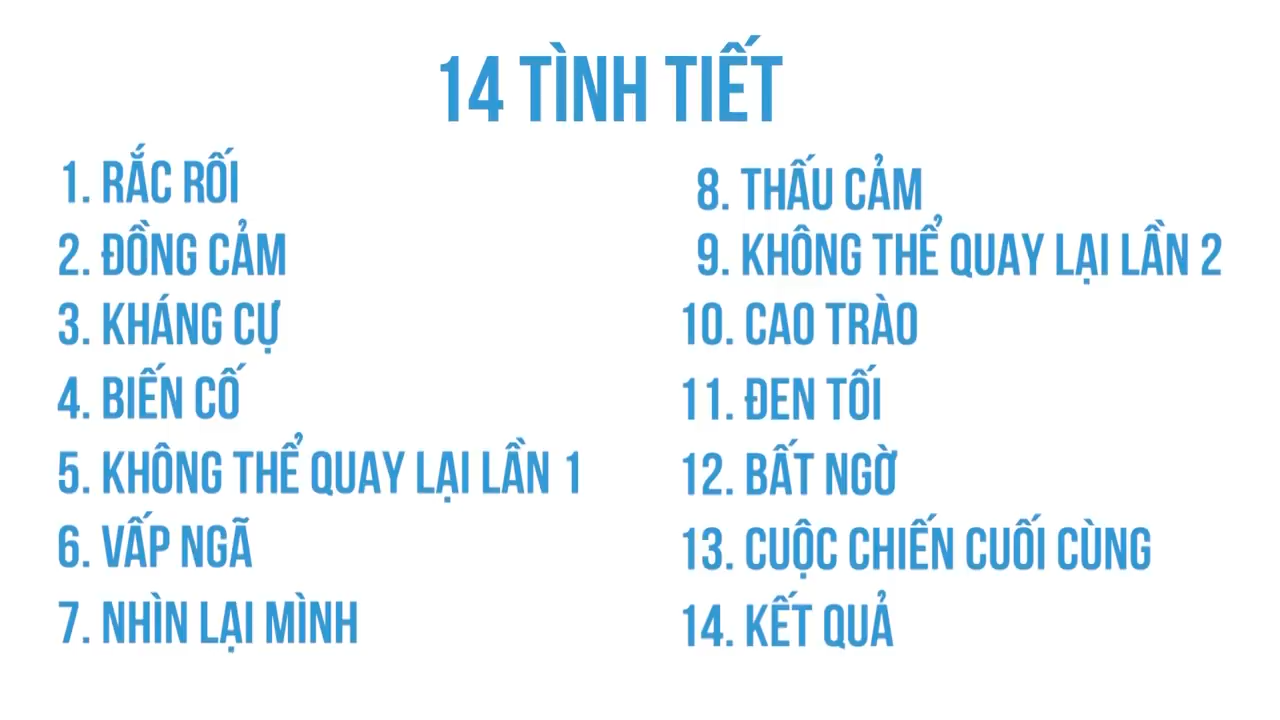 14 TÌNH TIẾT
1. RẮC RỐI
2. ĐỒNG CẢM
3. KHÁNG CỰ
4. BIẾN CỐ
5. KHÔNG THỂ QUAY LẠI LẦN 1
6. VẤP NGÃ
7. NHÌN LẠI MÌNH
8. THẤU CẢM
9. KHÔNG THỂ QUAY LẠI LẦN 2
10. CAO TRÀO
11. ĐEN TỐI
12. BẤT NGỜ
13. CUỘC CHIẾN CUỐI CÙNG
14. KẾT QUẢ